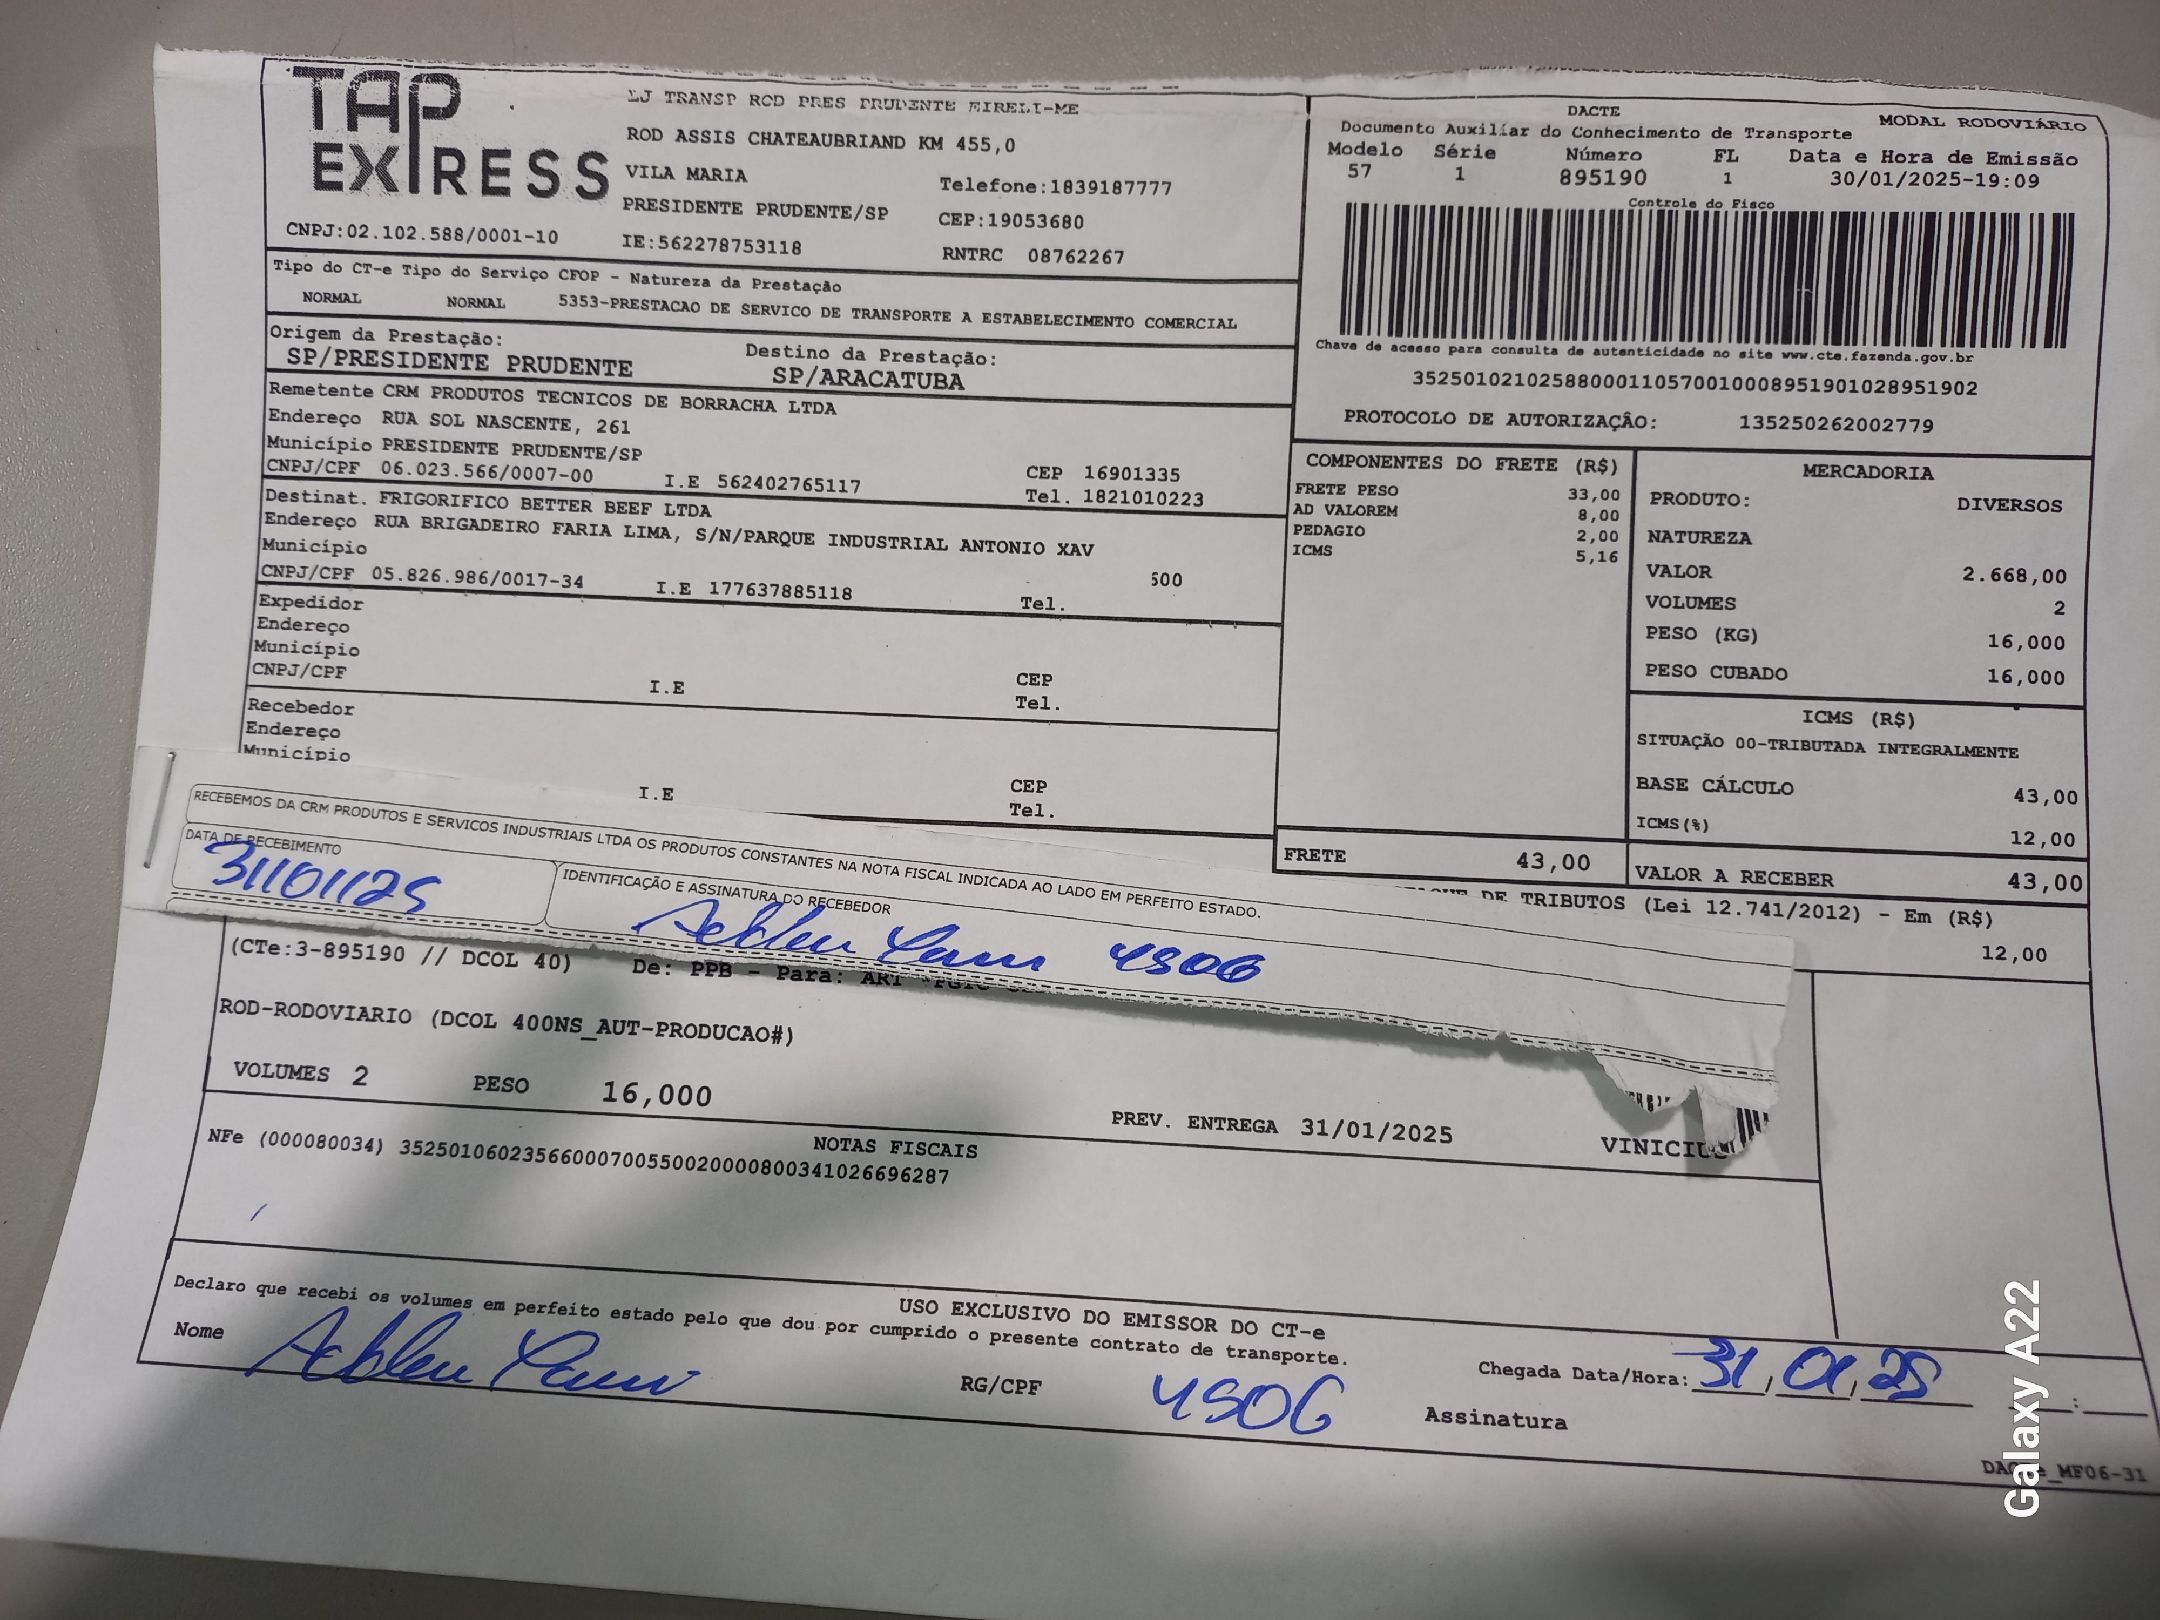 TAP EXPRESS
LJ TRANSP ROD PRES PRUDENTE EIRELI-ME
ROD ASSIS CHATEAUBRIAND KM 455,0
VILA MARIA
Telefone:1839187777
PRESIDENTE PRUDENTE/SP
CEP:19053680
CNPJ:02.102.588/0001-10
IE:562278753118
RNTRC 08762267
DACTE
MODAL RODOVIÁRIO
Documento Auxiliar do Conhecimento de Transporte
Modelo Série Número FL Data e Hora de Emissão
57 1 895190 1 30/01/2025-19:09
Controle do Fisco
Chave de acesso para consulta de autenticidade no site www.cte.fazenda.gov.br
35250102102588000110570010008951901028951902
PROTOCOLO DE AUTORIZAÇÃO: 135250262002779
Tipo do CT-e Tipo do Serviço CFOP - Natureza da Prestação
NORMAL NORMAL 5353-PRESTACAO DE SERVICO DE TRANSPORTE A ESTABELECIMENTO COMERCIAL
Origem da Prestação: Destino da Prestação:
SP/PRESIDENTE PRUDENTE SP/ARACATUBA
Remetente CRM PRODUTOS TECNICOS DE BORRACHA LTDA
Endereço RUA SOL NASCENTE, 261
Município PRESIDENTE PRUDENTE/SP CEP 16901335
CNPJ/CPF 06.023.566/0007-00 I.E 562402765117 Tel. 1821010223
Destinat. FRIGORIFICO BETTER BEEF LTDA
Endereço RUA BRIGADEIRO FARIA LIMA, S/N/PARQUE INDUSTRIAL ANTONIO XAV
Município 500
CNPJ/CPF 05.826.986/0017-34 I.E 177637885118 Tel.
Expedidor
Endereço
Município CEP
CNPJ/CPF I.E Tel.
Recebedor
Endereço
Município CEP
I.E Tel.
COMPONENTES DO FRETE (R$)
FRETE PESO 33,00
AD VALOREM 8,00
PEDAGIO 2,00
ICMS 5,16
FRETE 43,00
MERCADORIA
PRODUTO: DIVERSOS
NATUREZA
VALOR 2.668,00
VOLUMES 2
PESO (KG) 16,000
PESO CUBADO 16,000
ICMS (R$)
SITUAÇÃO 00-TRIBUTADA INTEGRALMENTE
BASE CÁLCULO 43,00
ICMS(%) 12,00
VALOR A RECEBER 43,00
DE TRIBUTOS (Lei 12.741/2012) - Em (R$)
12,00
RECEBEMOS DA CRM PRODUTOS E SERVICOS INDUSTRIAIS LTDA OS PRODUTOS CONSTANTES NA NOTA FISCAL INDICADA AO LADO EM PERFEITO ESTADO.
DATA DE RECEBIMENTO
31/01/25
IDENTIFICAÇÃO E ASSINATURA DO RECEBEDOR
4506
(CTe:3-895190 // DCOL 40) De: PPB - Para:
ROD-RODOVIARIO (DCOL 400NS_AUT-PRODUCAO#)
VOLUMES 2 PESO 16,000
PREV. ENTREGA 31/01/2025
NOTAS FISCAIS
NFe (000080034) 35250106023566000700550020000800341026696287
USO EXCLUSIVO DO EMISSOR DO CT-e
Declaro que recebi os volumes em perfeito estado pelo que dou por cumprido o presente contrato de transporte.
Nome
RG/CPF 4506
Chegada Data/Hora: 31,01,25 :
Assinatura
Galaxy A22